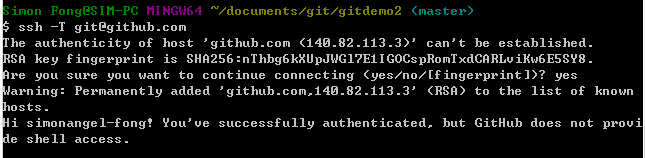 Simon Fong@SIM-PC MINGW64 ~/documents/git/gitdemo2 (master)
$ ssh -T git@github.com
The authenticity of host 'github.com (140.82.113.3)' can't be established.
RSA key fingerprint is SHA256:nThbg6kXUpJWGl7E1IGOCspRomTxdCARLviKw6E5SY8.
Are you sure you want to continue connecting (yes/no/[fingerprint])? yes
Warning: Permanently added 'github.com,140.82.113.3' (RSA) to the list of known
hosts.
Hi simonangel-fong! You've successfully authenticated, but GitHub does not provi
de shell access.